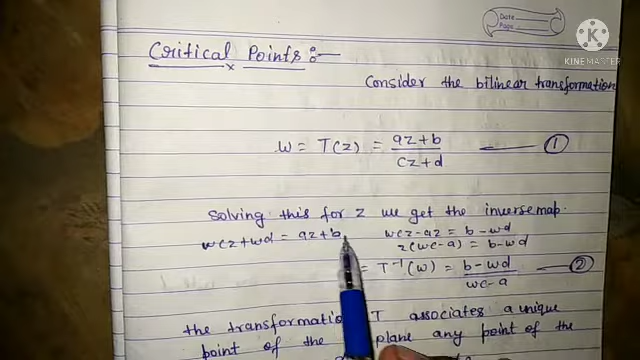 Date
Page
KINEMASTER
Critical Points :—
Consider the bilinear transformation
W = T(z) = az+b / cz+d —— ①
Solving this for z we get the inverse map.
wcz+wd = az+b wcz-az = b-wd
z(wc-a) = b-wd
= T⁻¹(w) = b-wd / wc-a —— ②
the transformation T associates a unique
point of the plane any point of the